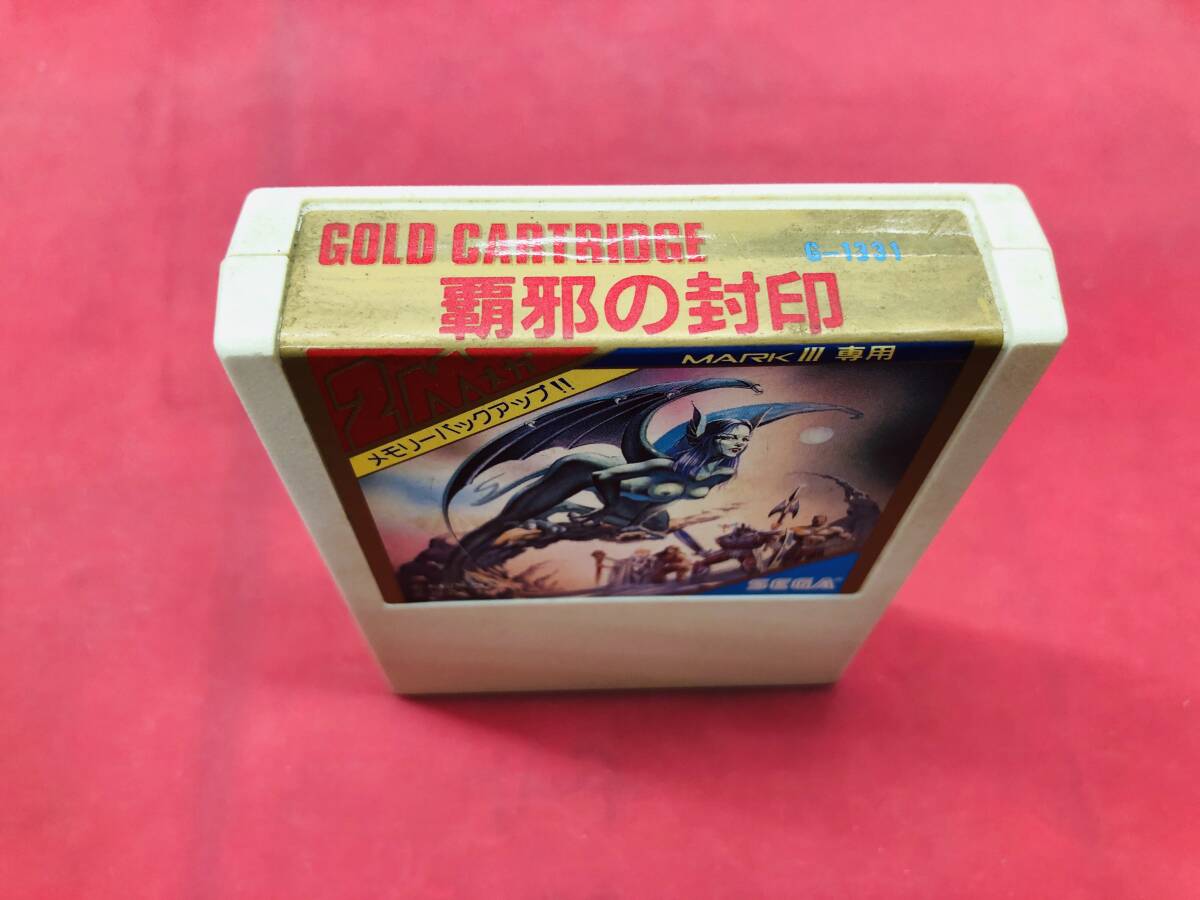 GOLD CARTRIDGE
G-1331
覇邪の封印
MARK III 専用
2M
メモリーバックアップ!!
SEGA